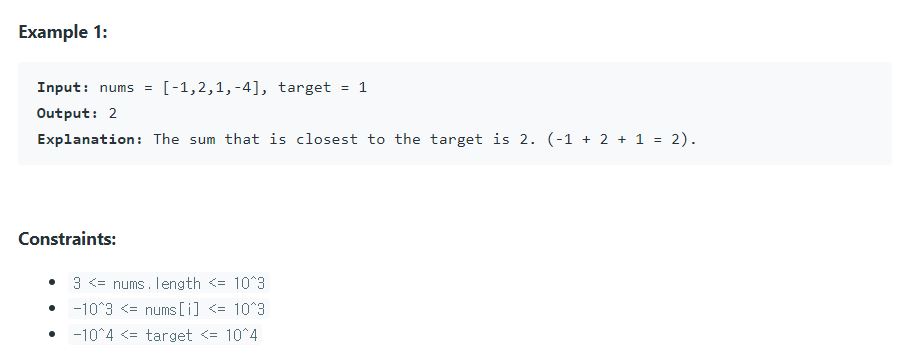 Example 1:
Input: nums = [-1,2,1,-4], target = 1
Output: 2
Explanation: The sum that is closest to the target is 2. (-1 + 2 + 1 = 2).
Constraints:
• 3 <= nums.length <= 10^3
• -10^3 <= nums[i] <= 10^3
• -10^4 <= target <= 10^4